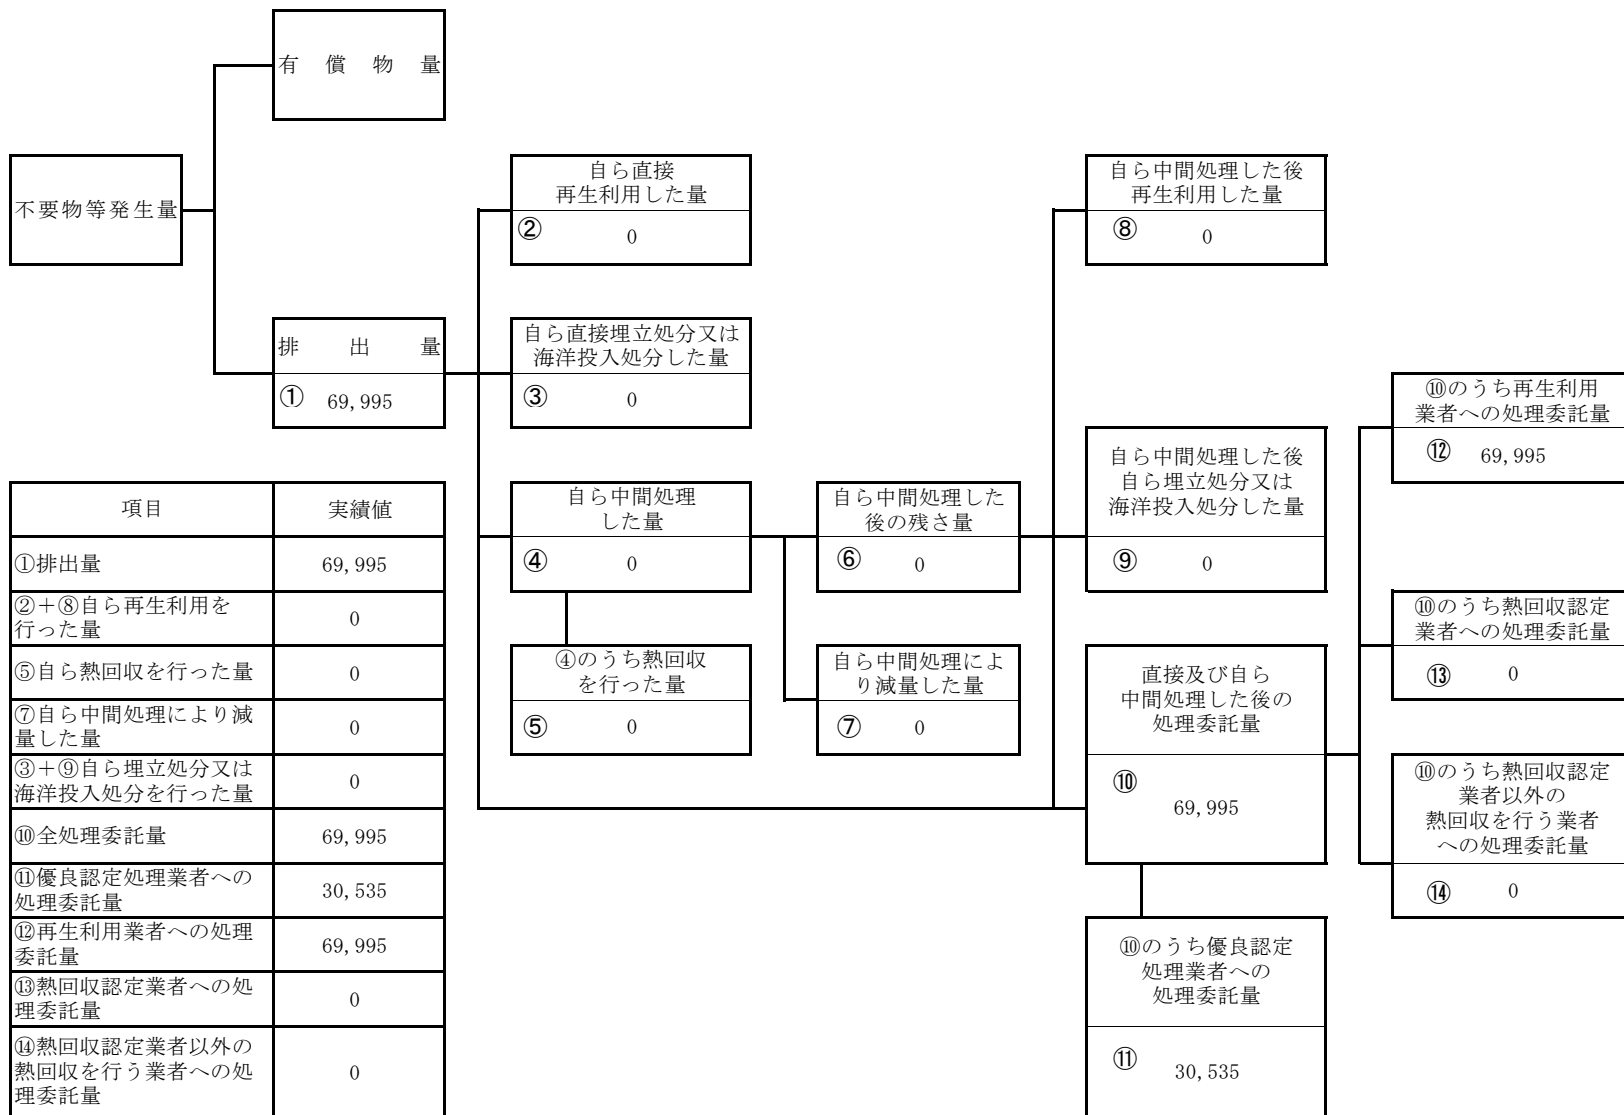 有償物量
不要物等発生量
排出量
① 69,995
自ら直接
再生利用した量
② 0
自ら直接埋立処分又は
海洋投入処分した量
③ 0
自ら中間処理
した量
④ 0
④のうち熱回収
を行った量
⑤ 0
自ら中間処理した
後の残さ量
⑥ 0
自ら中間処理によ
り減量した量
⑦ 0
自ら中間処理した後
再生利用した量
⑧ 0
自ら中間処理した後
自ら埋立処分又は
海洋投入処分した量
⑨ 0
直接及び自ら
中間処理した後の
処理委託量
⑩
69,995
⑩のうち優良認定
処理業者への
処理委託量
⑪
30,535
⑩のうち再生利用
業者への処理委託量
⑫ 69,995
⑩のうち熱回収認定
業者への処理委託量
⑬ 0
⑩のうち熱回収認定
業者以外の
熱回収を行う業者
への処理委託量
⑭ 0
項目 実績値
①排出量 69,995
②＋⑧自ら再生利用を
行った量 0
⑤自ら熱回収を行った量 0
⑦自ら中間処理により減
量した量 0
③＋⑨自ら埋立処分又は
海洋投入処分を行った量 0
⑩全処理委託量 69,995
⑪優良認定処理業者への
処理委託量 30,535
⑫再生利用業者への処理
委託量 69,995
⑬熱回収認定業者への処
理委託量 0
⑭熱回収認定業者以外の
熱回収を行う業者への処
理委託量 0